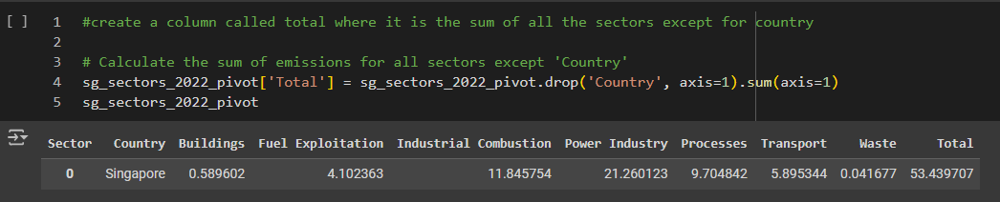 [ ] 1 #create a column called total where it is the sum of all the sectors except for country
2
3 # Calculate the sum of emissions for all sectors except 'Country'
4 sg_sectors_2022_pivot['Total'] = sg_sectors_2022_pivot.drop('Country', axis=1).sum(axis=1)
5 sg_sectors_2022_pivot
Sector Country Buildings Fuel Exploitation Industrial Combustion Power Industry Processes Transport Waste Total
0 Singapore 0.589602 4.102363 11.845754 21.260123 9.704842 5.895344 0.041677 53.439707